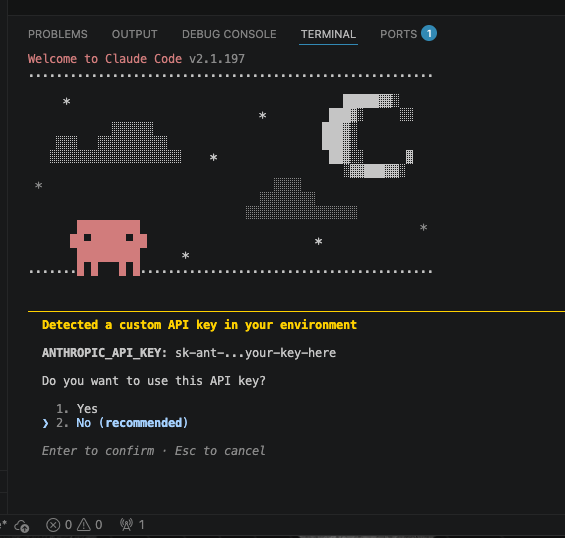 PROBLEMS OUTPUT DEBUG CONSOLE TERMINAL PORTS 1
Welcome to Claude Code v2.1.197
Detected a custom API key in your environment
ANTHROPIC_API_KEY: sk-ant-...your-key-here
Do you want to use this API key?
1. Yes
❯ 2. No (recommended)
Enter to confirm · Esc to cancel
0 0 1